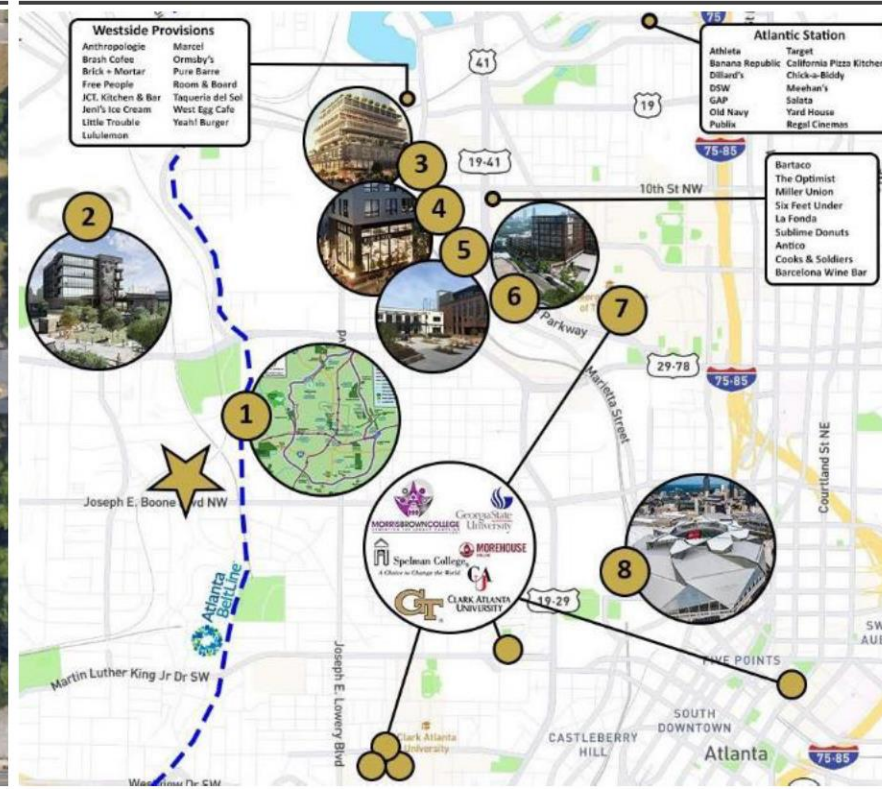 Westside Provisions
Anthropologie
Brash Cofee
Brick + Mortar
Free People
JCT. Kitchen & Bar
Jeni's Ice Cream
Little Trouble
Lululemon
Marcel
Ormsby's
Pure Barre
Room & Board
Taqueria del Sol
West Egg Cafe
Yeah! Burger
75
Atlantic Station
Athleta
Banana Republic
Dillard's
DSW
GAP
Old Navy
Publix
Target
California Pizza Kitchen
Chick-a-Biddy
Meehan's
Salata
Yard House
Regal Cinemas
41
19
75-85
19-41
10th St NW
Bartaco
The Optimist
Miller Union
Six Feet Under
La Fonda
Sublime Donuts
Antico
Cooks & Soldiers
Barcelona Wine Bar
3
4
2
5
6
7
Parkway
29-78
75-85
Marietta Street
1
Courtland St NE
Joseph E. Boone Blvd NW
MORRIS BROWN COLLEGE
Georgia State
University
Spelman College
A Choice to Change the World
MOREHOUSE
CA
CLARK ATLANTA
UNIVERSITY
GT
8
19-29
Atlanta
BeltLine
Martin Luther King Jr Dr SW
Joseph E. Lowery Blvd
FIVE POINTS
SOUTH
DOWNTOWN
CASTLEBERRY
HILL
Clark Atlanta
University
Atlanta
75-85